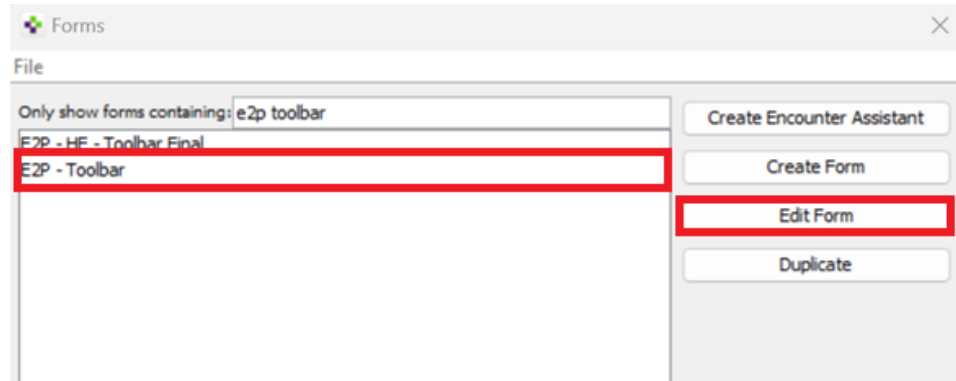 Forms
File
Only show forms containing: e2p toolbar
Create Encounter Assistant
E2P - HF - Toolbar Final
E2P - Toolbar
Create Form
Edit Form
Duplicate